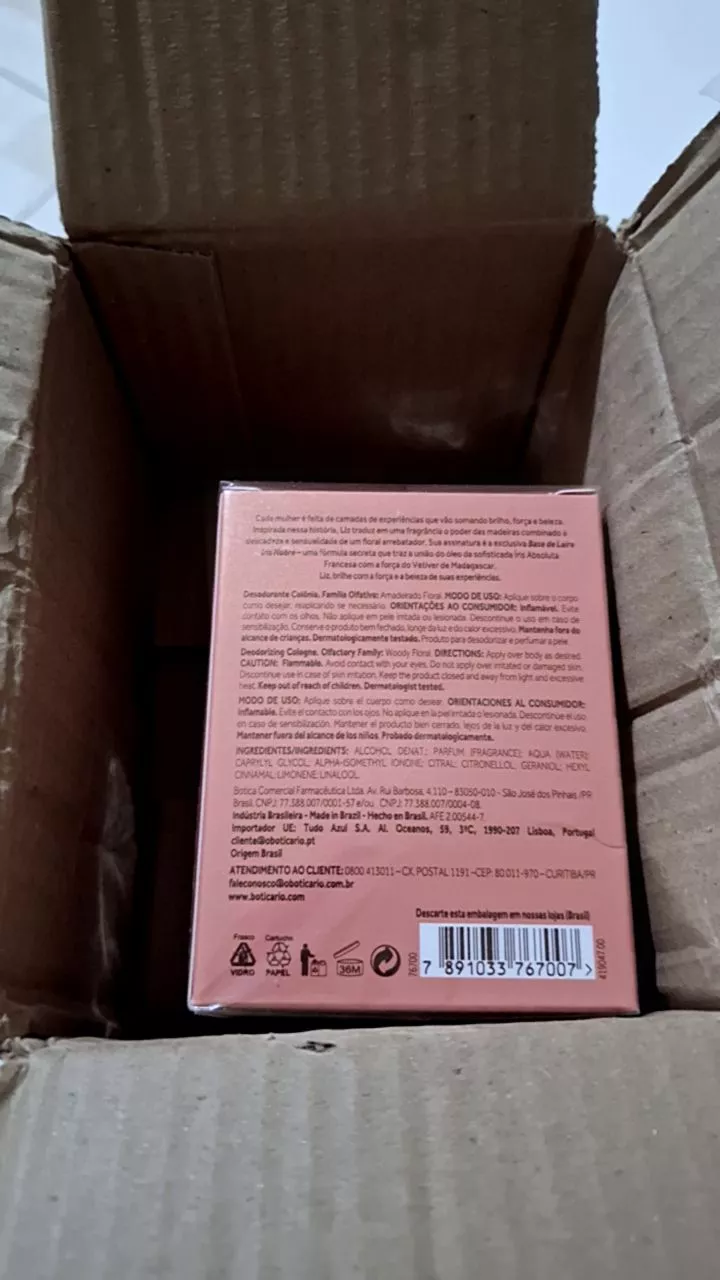 Cada mulher é feita de camadas de experiências que vão somando brilho, força e beleza.
Inspirada nessa história, Liz traduz em uma fragrância o poder das madeiras combinado à
delicadeza e sensualidade de um floral arrebatador. Sua assinatura é a exclusiva Base de Laire
Iris Noble – uma fórmula secreta que traz a união do óleo da sofisticada Íris Absoluta
Francesa com a força do Vetiver de Madagascar.
Liz, brilhe com a força e a beleza de suas experiências.
Desodorante Colônia. Família Olfativa: Amadeirado Floral. MODO DE USO: Aplique sobre o corpo
como desejar, reaplicando se necessário. ORIENTAÇÕES AO CONSUMIDOR: Inflamável. Evite
contato com os olhos. Não aplique em pele irritada ou lesionada. Descontinue o uso em caso de
sensibilização. Conserve o produto bem fechado, longe da luz e do calor excessivo. Mantenha fora do
alcance de crianças. Dermatologicamente testado. Produto para desodorizar e perfumar a pele.
Deodorizing Cologne. Olfactory Family: Woody Floral. DIRECTIONS: Apply over body as desired.
CAUTION: Flammable. Avoid contact with your eyes. Do not apply over irritated or damaged skin.
Discontinue use in case of skin irritation. Keep the product closed and away from light and excessive
heat. Keep out of reach of children. Dermatologist tested.
MODO DE USO: Aplique sobre el cuerpo como desear. ORIENTACIONES AL CONSUMIDOR:
Inflamable. Evite el contacto con los ojos. No aplique en la piel irritada o lesionada. Descontinue el uso
en caso de sensibilización. Mantener el producto bien cerrado, lejos de la luz y del calor excesivo.
Mantener fuera del alcance de los niños. Probado dermatologicamente.
INGREDIENTES/INGREDIENTS: ALCOHOL DENAT.; PARFUM (FRAGRANCE); AQUA (WATER);
CAPRYLYL GLYCOL; ALPHA-ISOMETHYL IONONE; CITRAL; CITRONELLOL; GERANIOL; HEXYL
CINNAMAL; LIMONENE; LINALOOL.
Botica Comercial Farmacêutica Ltda. Av. Rui Barbosa, 4.110 – 83050-010 – São José dos Pinhais /PR
Brasil. CNPJ: 77.388.007/0001-57 e/ou CNPJ: 77.388.007/0004-08.
Indústria Brasileira - Made in Brazil - Hecho en Brasil. AFE 2.00544-7.
Importador UE: Tudo Azul S.A. Al. Oceanos, 59, 3ºC, 1990-207 Lisboa, Portugal
cliente@oboticario.pt
Origem Brasil
ATENDIMENTO AO CLIENTE: 0800 413011 – CX. POSTAL 1191 – CEP: 80.011-970 – CURITIBA/PR
faleconosco@oboticario.com.br
www.boticario.com
Descarte esta embalagem em nossas lojas (Brasil)
Frasco
VIDRO
Cartucho
PAPEL
36M
76700
7 891033 767007 >
419047.00